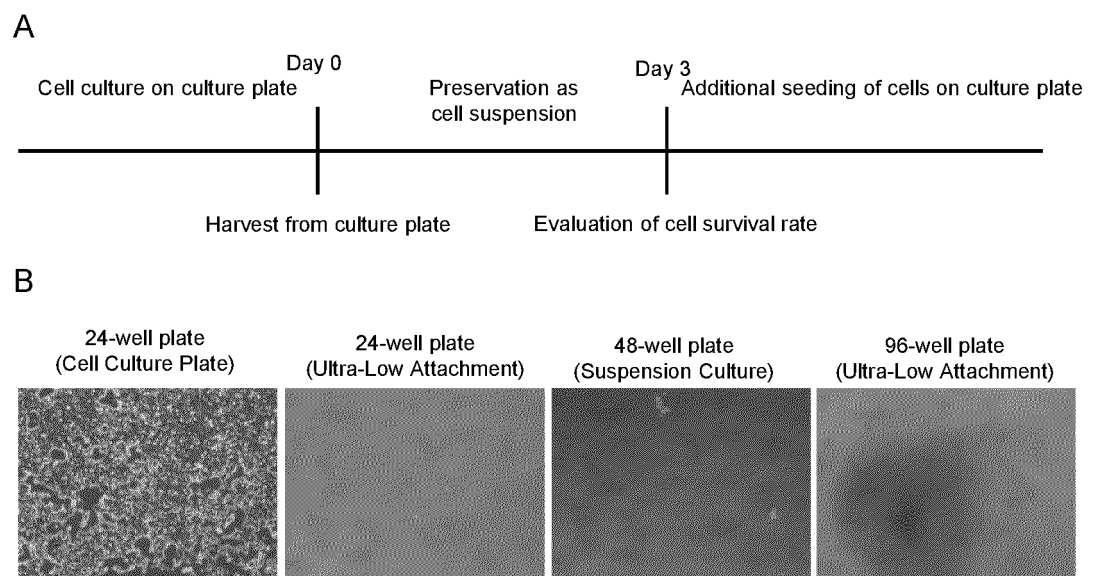 A
Day 0
Day 3
Cell culture on culture plate
Preservation as
cell suspension
Additional seeding of cells on culture plate
Harvest from culture plate
Evaluation of cell survival rate
B
24-well plate
(Cell Culture Plate)
24-well plate
(Ultra-Low Attachment)
48-well plate
(Suspension Culture)
96-well plate
(Ultra-Low Attachment)